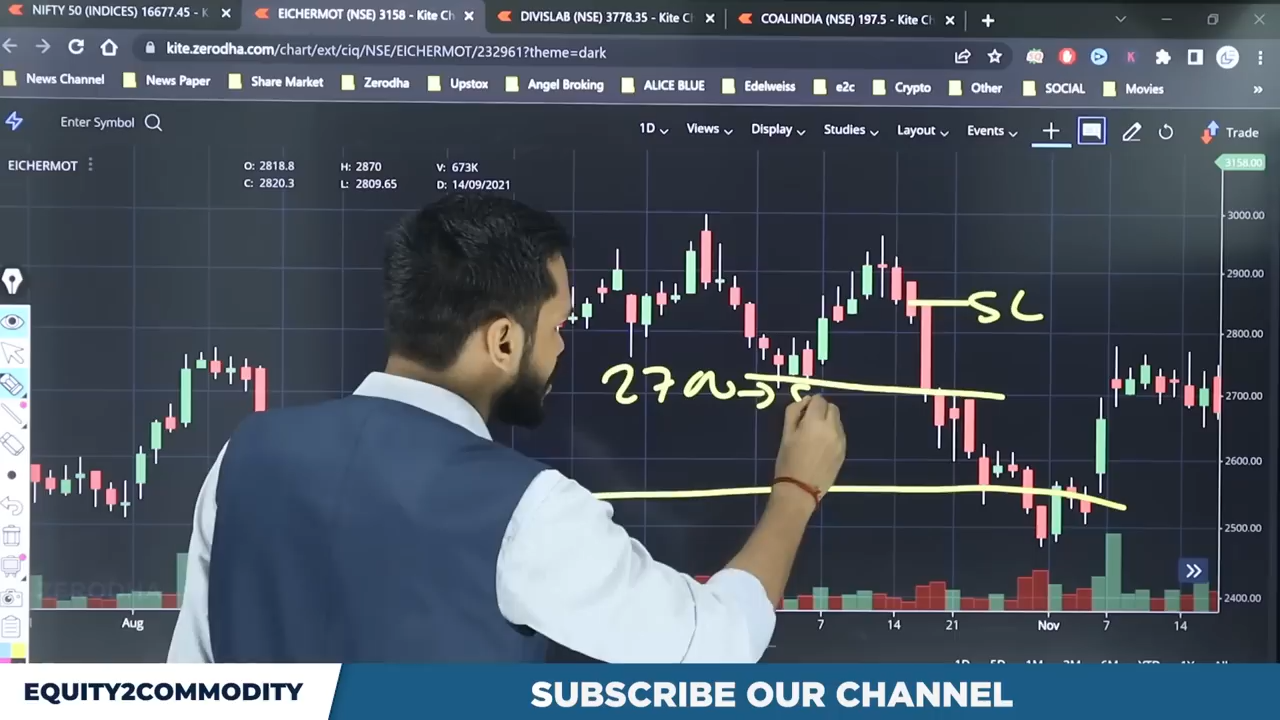 NIFTY 50 (INDICES) 16677.45 - K
EICHERMOT (NSE) 3158 - Kite Ch
DIVISLAB (NSE) 3778.35 - Kite Ch
COALINDIA (NSE) 197.5 - Kite Ch
kite.zerodha.com/chart/ext/ciq/NSE/EICHERMOT/232961?theme=dark
News Channel News Paper Share Market Zerodha Upstox Angel Broking ALICE BLUE Edelweiss e2c Crypto Other SOCIAL Movies
Enter Symbol 1D Views Display Studies Layout Events Trade
EICHERMOT O: 2818.8 H: 2870 V: 673K
C: 2820.3 L: 2809.65 D: 14/09/2021
3158.00
3000.00
2900.00
2800.00
SL
2700.00
2600.00
2500.00
2400.00
ZERODHA
Aug 7 14 21 Nov 7 14
EQUITY2COMMODITY
SUBSCRIBE OUR CHANNEL